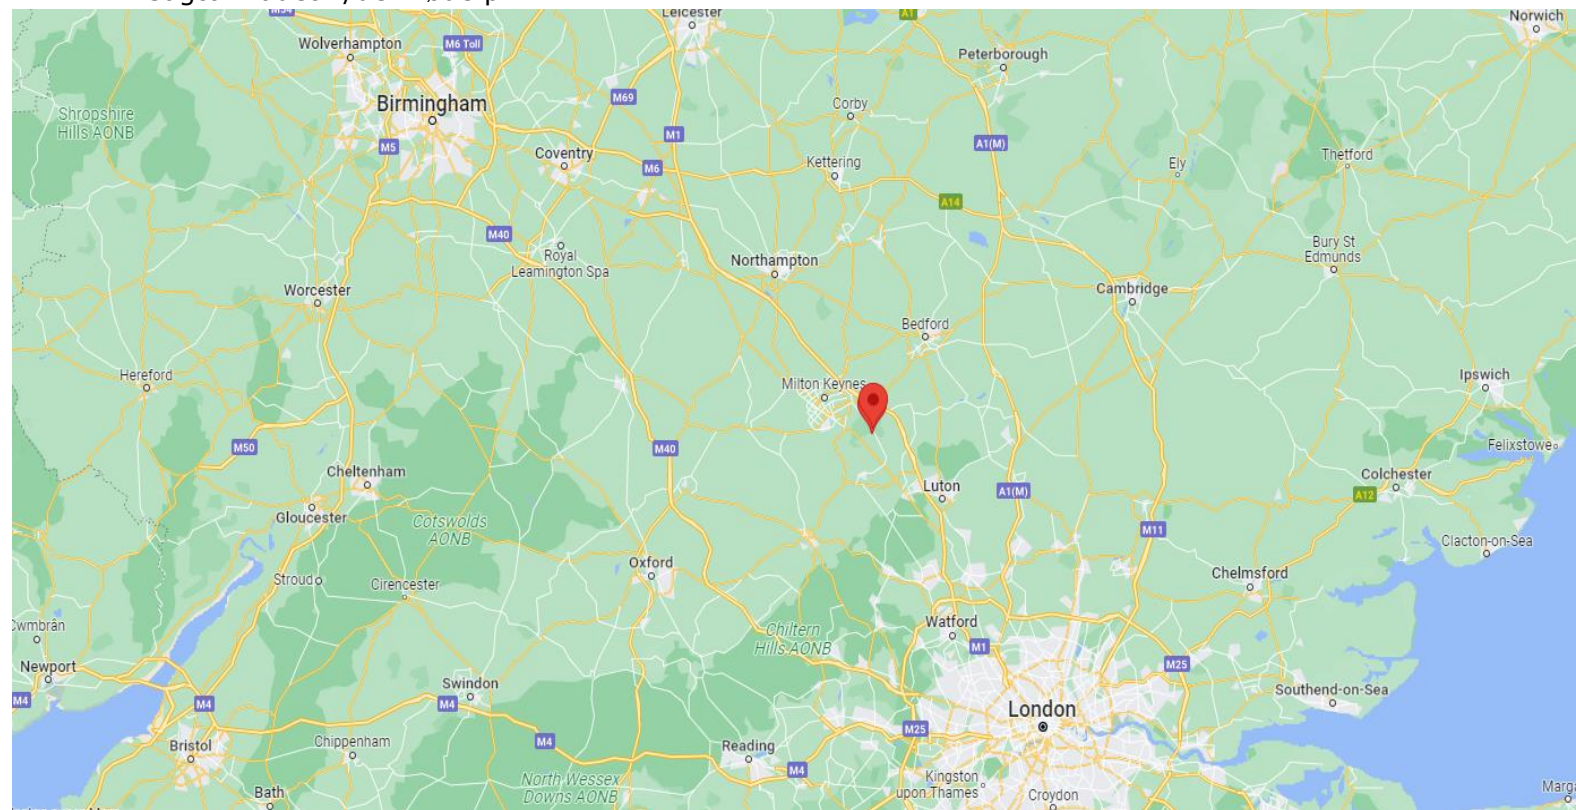 M54
Leicester
A1
Norwich
Wolverhampton
M6 Toll
Peterborough
Birmingham
M69
Corby
Shropshire
Hills AONB
M1
A1(M)
M5
Coventry
M6
Kettering
Ely
Thetford
A14
M40
Royal
Leamington Spa
Northampton
Bury St
Edmunds
Worcester
Cambridge
Bedford
Hereford
Milton Keynes
Ipswich
M50
M40
Felixstowe
Cheltenham
Luton
A1(M)
Colchester
A12
Gloucester
Cotswolds
AONB
M11
Clacton-on-Sea
Stroud
Cirencester
Oxford
Chelmsford
Cwmbrân
Chiltern
Hills AONB
Watford
M1
M25
Newport
M4
Swindon
M4
M4
Southend-on-Sea
London
M25
Bristol
Chippenham
M4
Reading
M4
North Wessex
Downs AONB
Kingston
upon Thames
Bath
Croydon